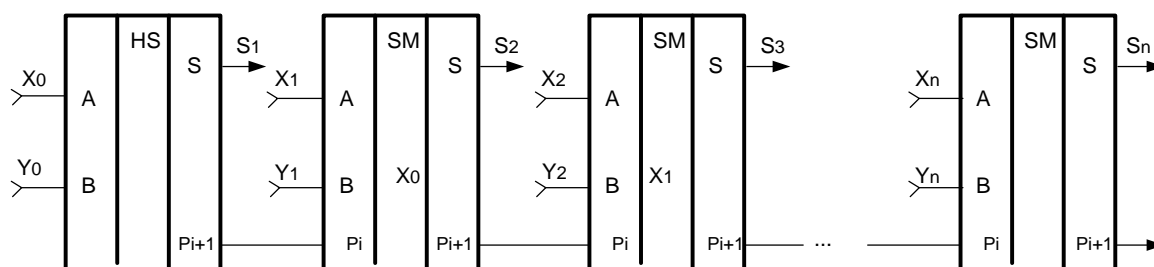 HS SM SM SM
S1 S2 S3 Sn
S S S S
X0 X1 X2 Xn
A A A A
Y0 Y1 Y2 Yn
B B X0 B X1 B
Pi+1 Pi Pi+1 Pi Pi+1 ... Pi Pi+1